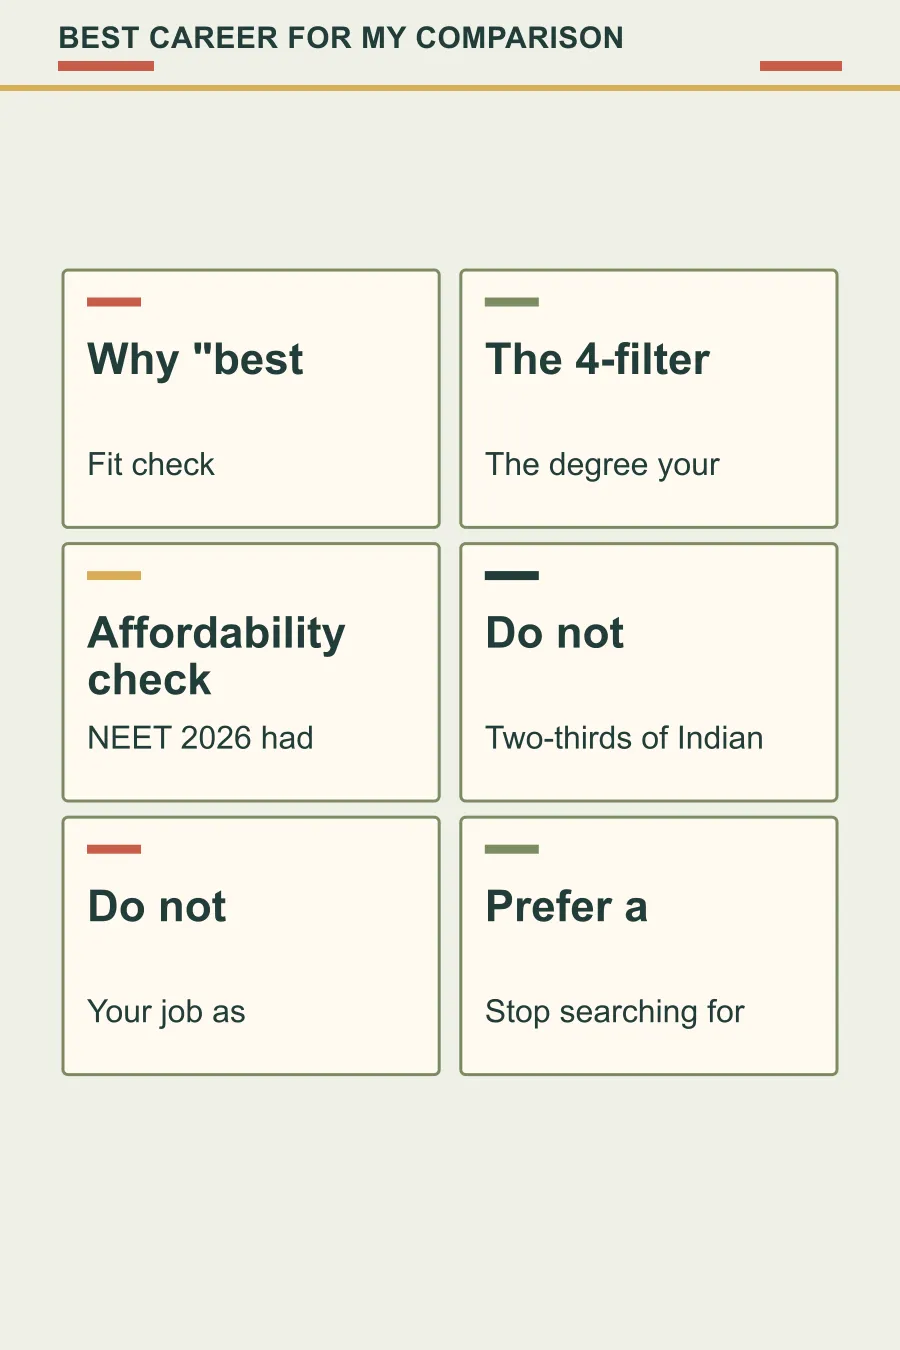 BEST CAREER FOR MY COMPARISON
Why "best
Fit check
The 4-filter
The degree your
Affordability
check
NEET 2026 had
Do not
Two-thirds of Indian
Do not
Your job as
Prefer a
Stop searching for